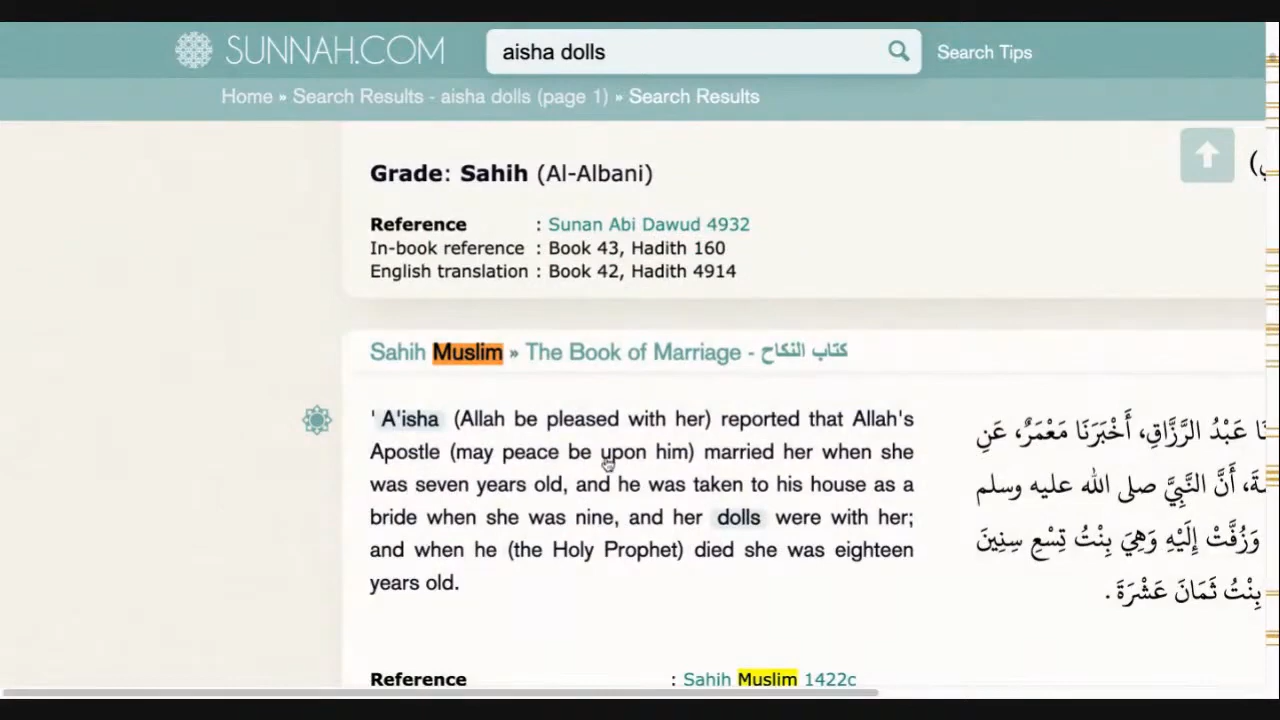 SUNNAH.COM
aisha dolls
Search Tips
Home » Search Results - aisha dolls (page 1) » Search Results
Grade: Sahih (Al-Albani)
Reference : Sunan Abi Dawud 4932
In-book reference : Book 43, Hadith 160
English translation : Book 42, Hadith 4914
Sahih Muslim » The Book of Marriage - كتاب النكاح
' A'isha (Allah be pleased with her) reported that Allah's
Apostle (may peace be upon him) married her when she
was seven years old, and he was taken to his house as a
bride when she was nine, and her dolls were with her;
and when he (the Holy Prophet) died she was eighteen
years old.
عَبْدُ الرَّزَّاقِ، أَخْبَرَنَا مَعْمَرٌ، عَنِ
أَنَّ النَّبِيَّ صلى الله عليه وسلم
وَزُفَّتْ إِلَيْهِ وَهِيَ بِنْتُ تِسْعِ سِنِينَ
بِنْتُ ثَمَانَ عَشْرَةَ .
Reference : Sahih Muslim 1422c